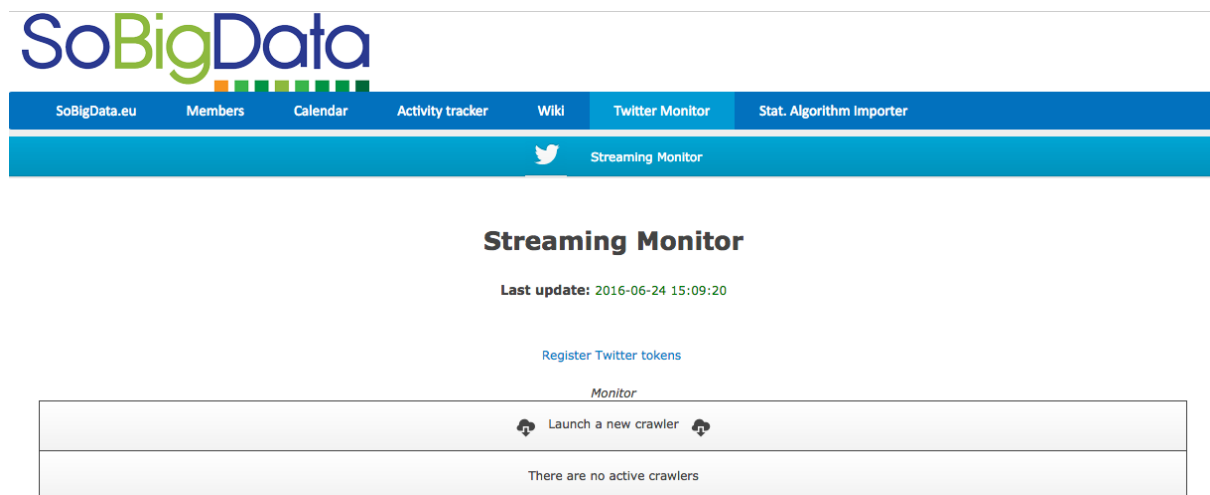 SoBigData
SoBigData.eu Members Calendar Activity tracker Wiki Twitter Monitor Stat. Algorithm Importer
Streaming Monitor
Streaming Monitor
Last update: 2016-06-24 15:09:20
Register Twitter tokens
Monitor
Launch a new crawler
There are no active crawlers